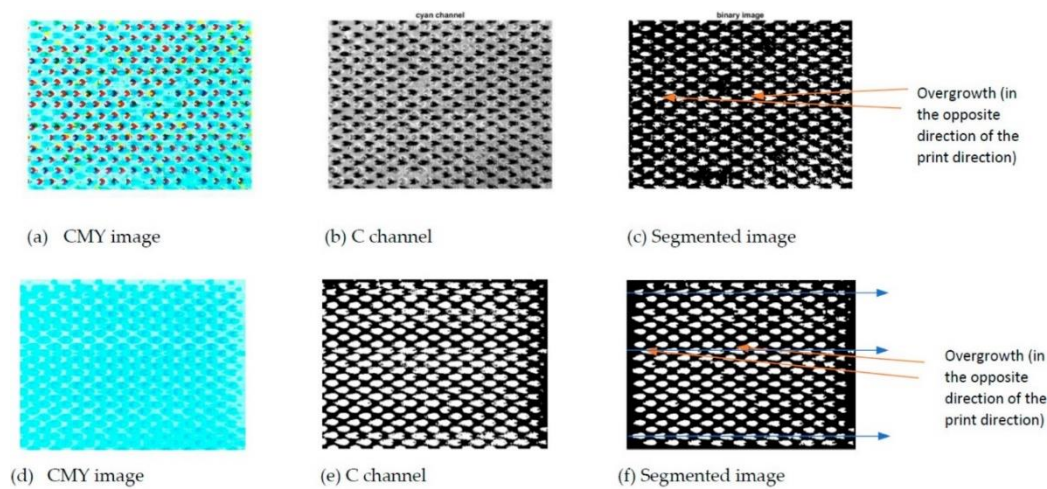 cyan channel
binary image
Overgrowth (in
the opposite
direction of the
print direction)
(a) CMY image
(b) C channel
(c) Segmented image
Overgrowth (in
the opposite
direction of the
print direction)
(d) CMY image
(e) C channel
(f) Segmented image